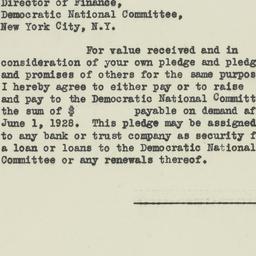 Director of Finance,
Democratic National Committee,
New York City, N.Y.
For value received and in
consideration of your own pledge and pledg
and promises of others for the same purpos
I hereby agree to either pay or to raise
and pay to the Democratic National Committ
the sum of $ payable on demand af
June 1, 1928. This pledge may be assigned
to any bank or trust company as security f
a loan or loans to the Democratic National
Committee or any renewals thereof.